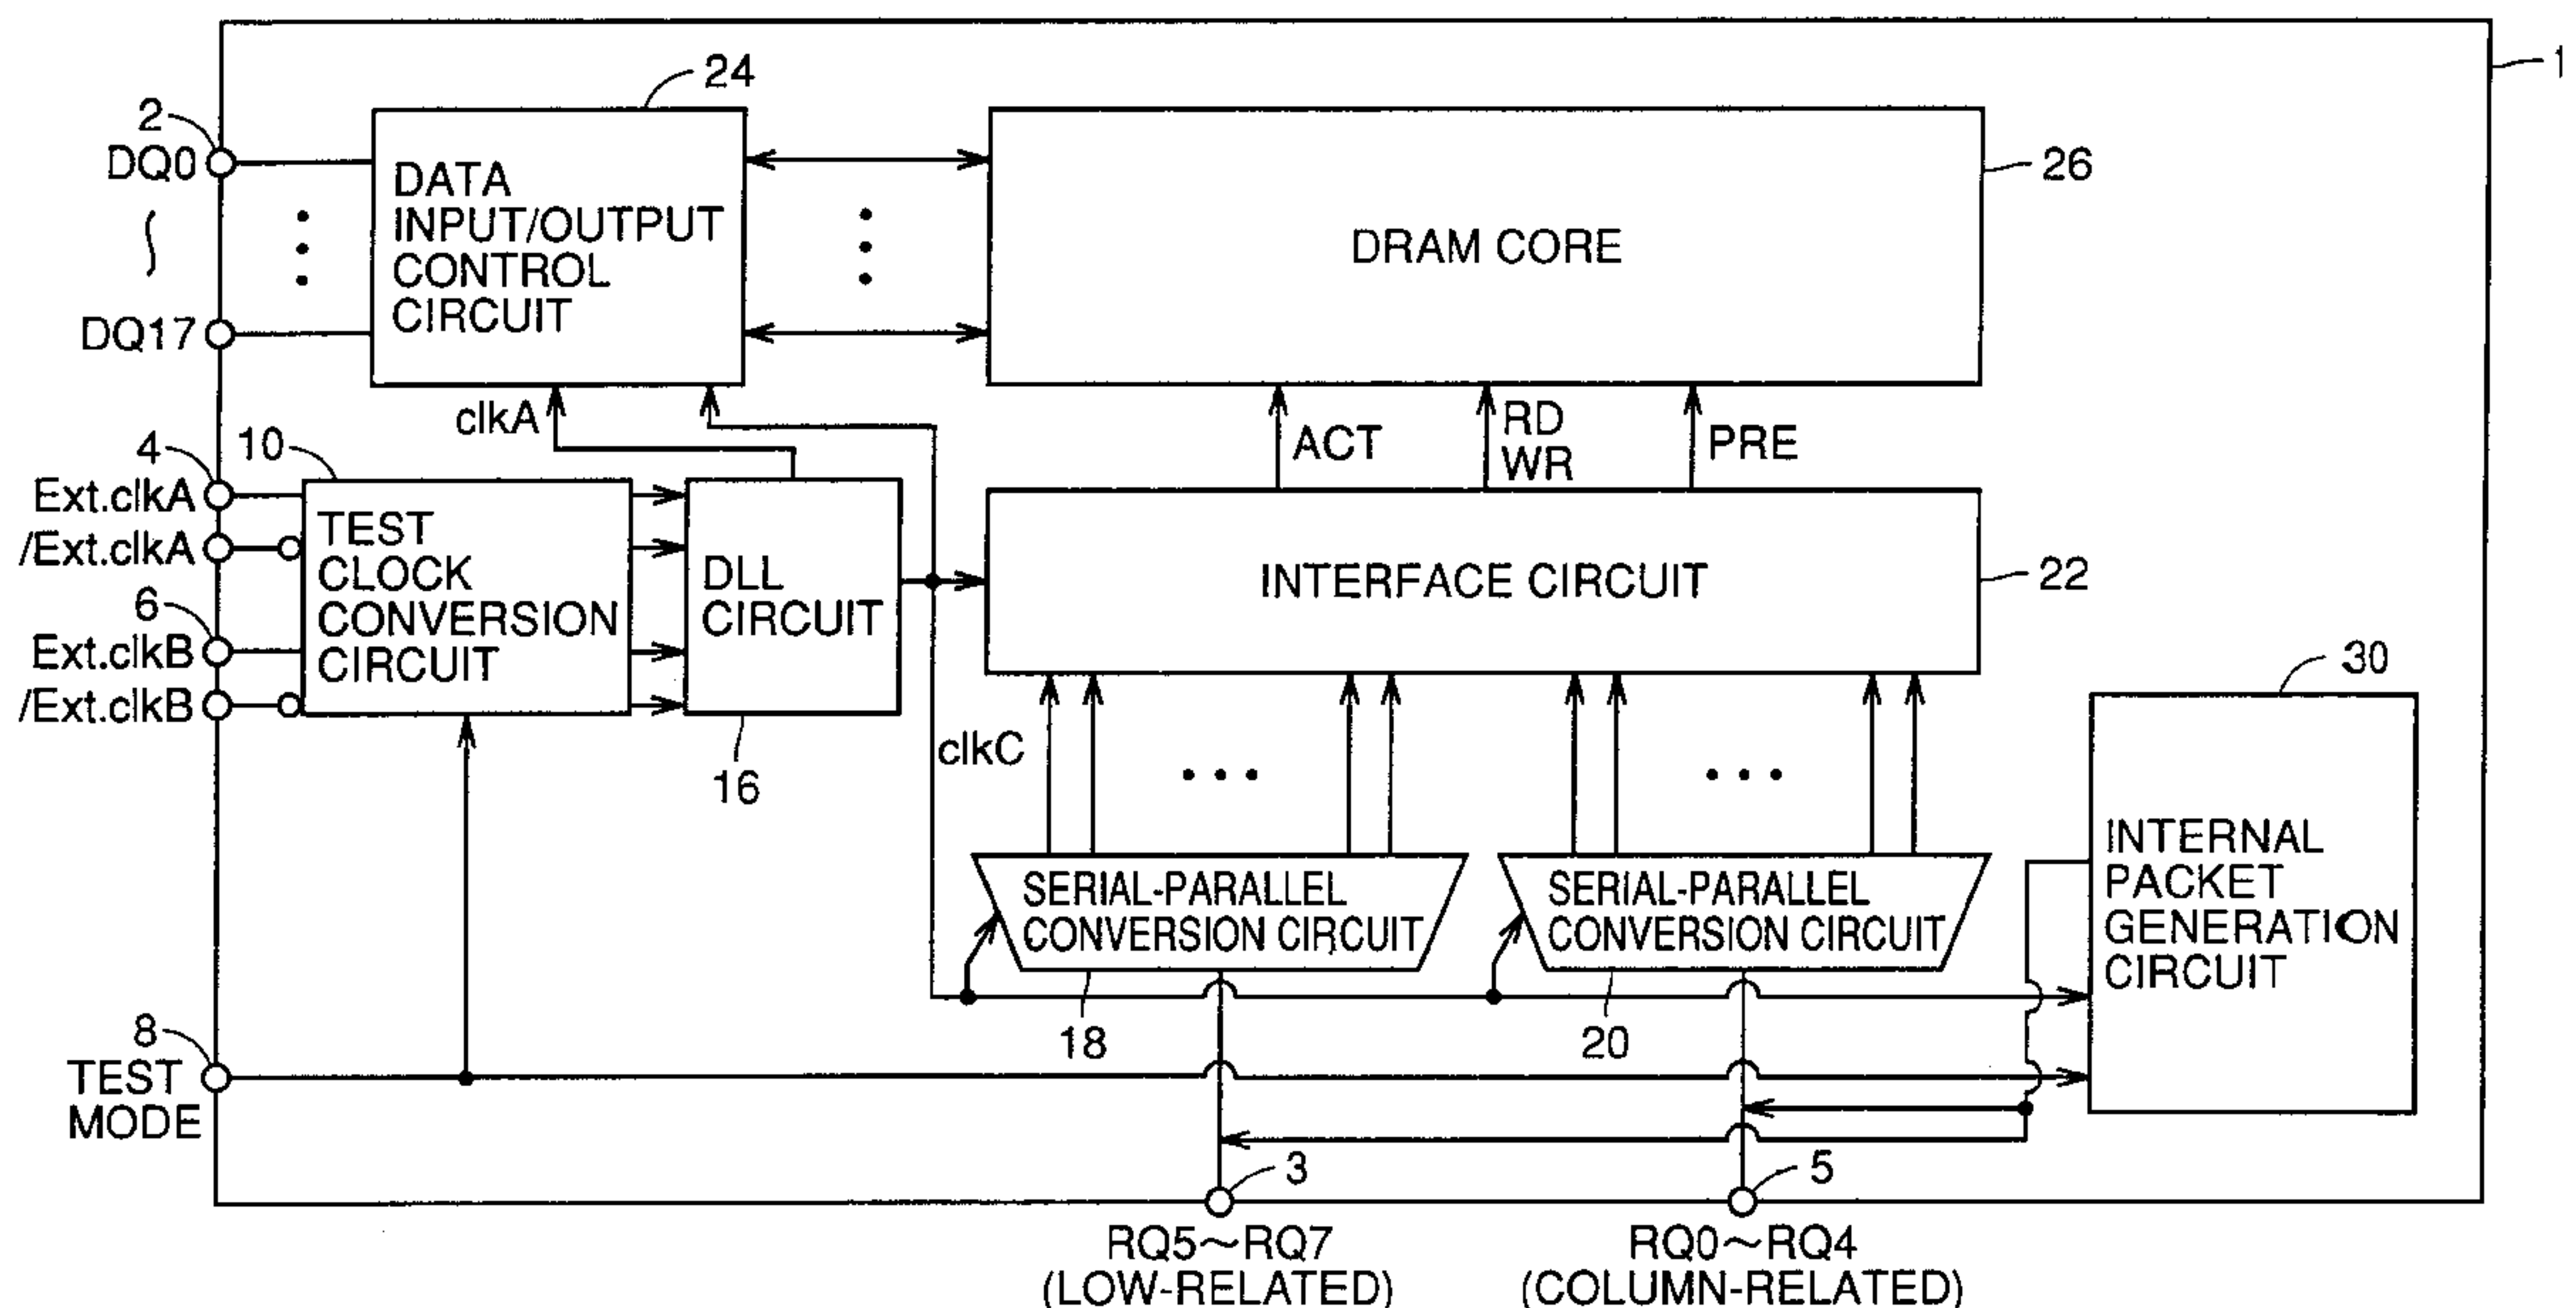 1
24
2
DQ0
DQ17
DATA
INPUT/OUTPUT
CONTROL
CIRCUIT
26
DRAM CORE
clkA
ACT
RD
WR
PRE
4
10
Ext.clkA
/Ext.clkA
6
Ext.clkB
/Ext.clkB
TEST
CLOCK
CONVERSION
CIRCUIT
DLL
CIRCUIT
16
INTERFACE CIRCUIT
22
clkC
30
SERIAL-PARALLEL
CONVERSION CIRCUIT
18
SERIAL-PARALLEL
CONVERSION CIRCUIT
20
INTERNAL
PACKET
GENERATION
CIRCUIT
8
TEST
MODE
3
5
RQ5~RQ7
(LOW-RELATED)
RQ0~RQ4
(COLUMN-RELATED)